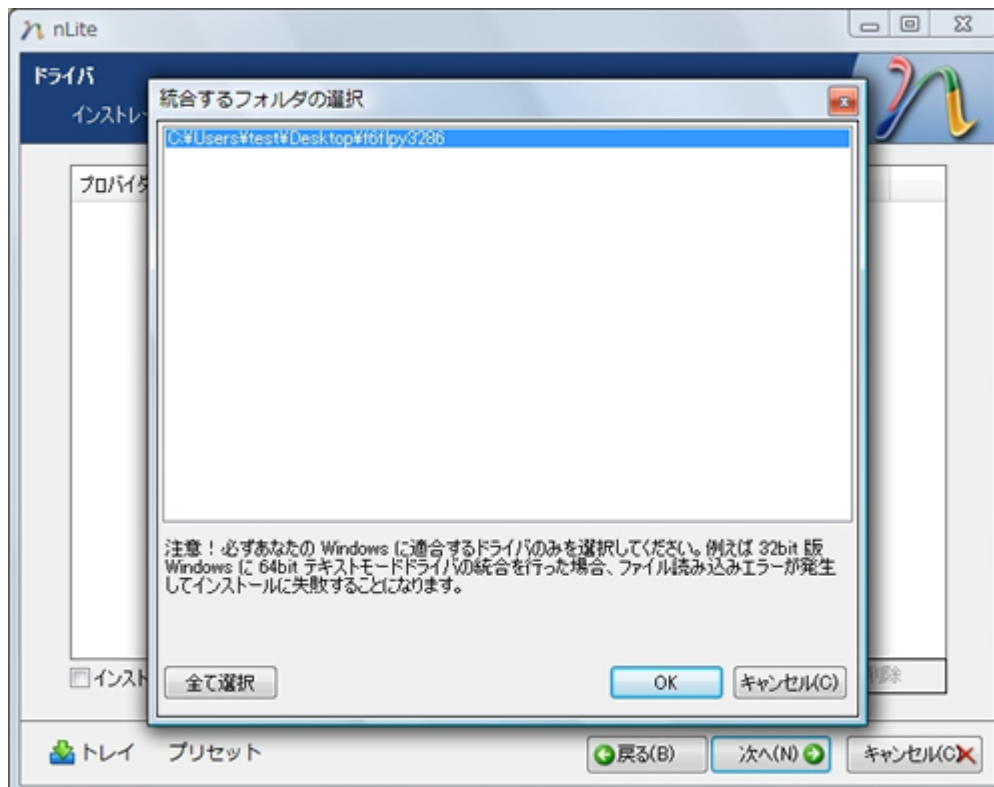 nLite
ドライバ
インストレー
統合するフォルダの選択
C:¥Users¥test¥Desktop¥f6flpy3286
プロバイダ
注意！必ずあなたの Windows に適合するドライバのみを選択してください。例えば 32bit 版
Windows に 64bit テキストモードドライバの統合を行った場合、ファイル読み込みエラーが発生
してインストールに失敗することになります。
インスト
全て選択
OK
キャンセル(C)
削除
トレイ
プリセット
戻る(B)
次へ(N)
キャンセル(C)